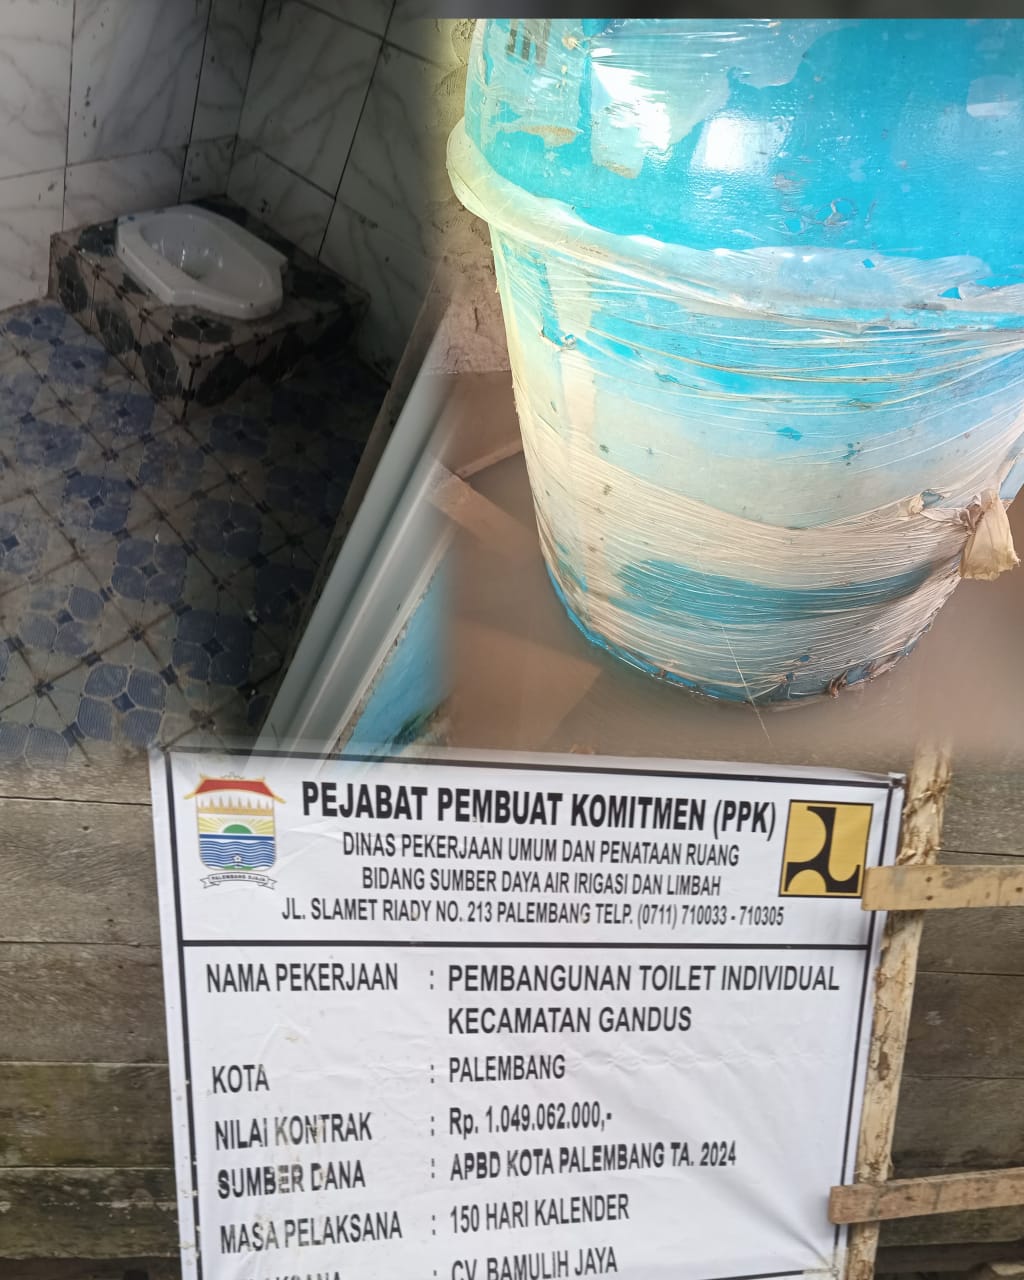 PEJABAT PEMBUAT KOMITMEN (PPK)
DINAS PEKERJAAN UMUM DAN PENATAAN RUANG
BIDANG SUMBER DAYA AIR IRIGASI DAN LIMBAH
JL. SLAMET RIADY NO. 213 PALEMBANG TELP. (0711) 710033 - 710305
PALEMBANG DJAJA
NAMA PEKERJAAN : PEMBANGUNAN TOILET INDIVIDUAL
KECAMATAN GANDUS
KOTA : PALEMBANG
NILAI KONTRAK : Rp. 1.049.062.000,-
SUMBER DANA : APBD KOTA PALEMBANG TA. 2024
MASA PELAKSANA : 150 HARI KALENDER
: CV. BAMULIH JAYA